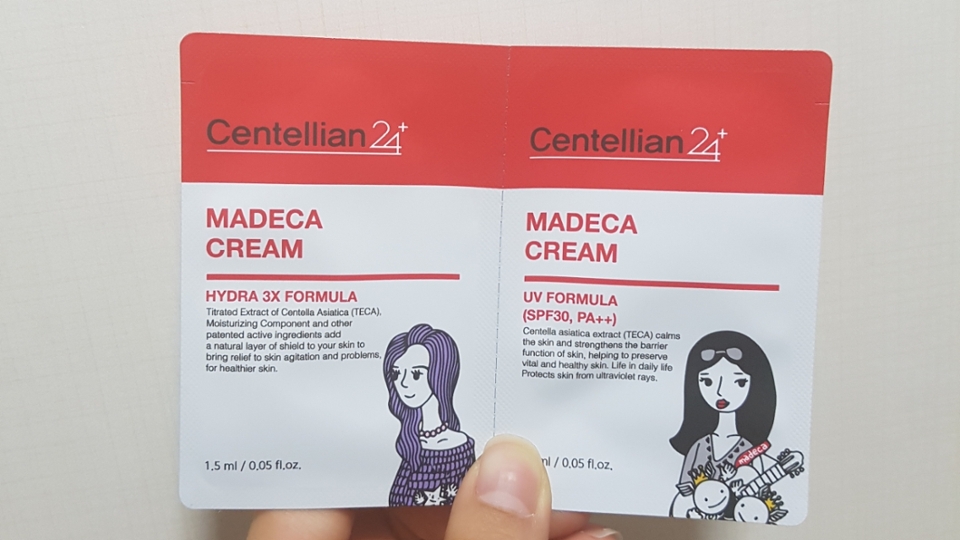 Centellian 24+
MADECA
CREAM
HYDRA 3X FORMULA
Titrated Extract of Centella Asiatica (TECA),
Moisturizing Component and other
patented active ingredients add
a natural layer of shield to your skin to
bring relief to skin agitation and problems,
for healthier skin.
1.5 ml / 0.05 fl.oz.
Centellian 24+
MADECA
CREAM
UV FORMULA
(SPF30, PA++)
Centella asiatica extract (TECA) calms
the skin and strengthens the barrier
function of skin, helping to preserve
vital and healthy skin. Life in daily life
Protects skin from ultraviolet rays.
madeca
/ 0.05 fl.oz.